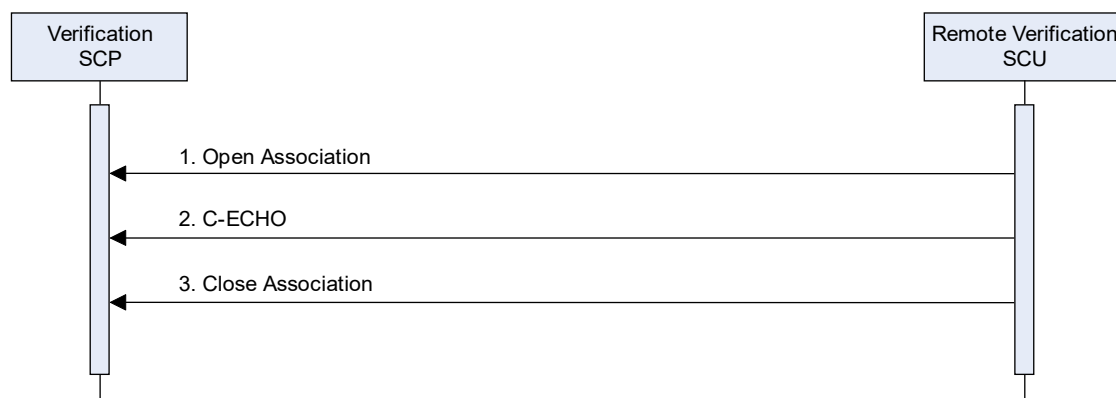 Verification
SCP
Remote Verification
SCU
1. Open Association
2. C-ECHO
3. Close Association